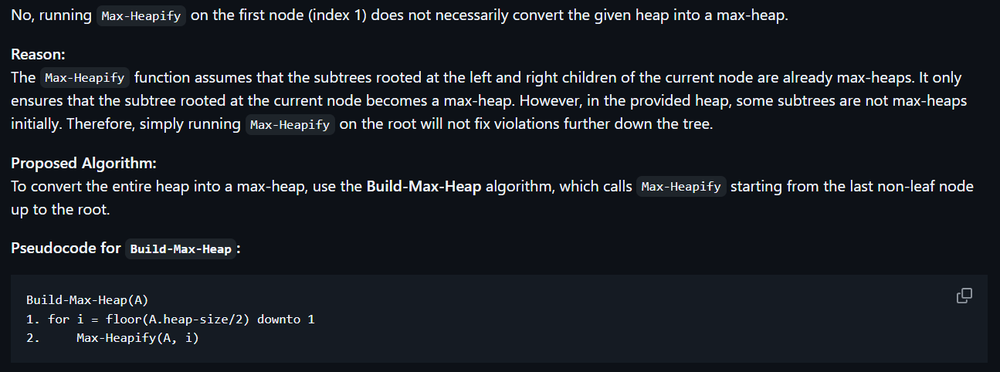 No, running Max-Heapify on the first node (index 1) does not necessarily convert the given heap into a max-heap.
Reason:
The Max-Heapify function assumes that the subtrees rooted at the left and right children of the current node are already max-heaps. It only
ensures that the subtree rooted at the current node becomes a max-heap. However, in the provided heap, some subtrees are not max-heaps
initially. Therefore, simply running Max-Heapify on the root will not fix violations further down the tree.
Proposed Algorithm:
To convert the entire heap into a max-heap, use the Build-Max-Heap algorithm, which calls Max-Heapify starting from the last non-leaf node
up to the root.
Pseudocode for Build-Max-Heap:
Build-Max-Heap(A)
1. for i = floor(A.heap-size/2) downto 1
2.     Max-Heapify(A, i)